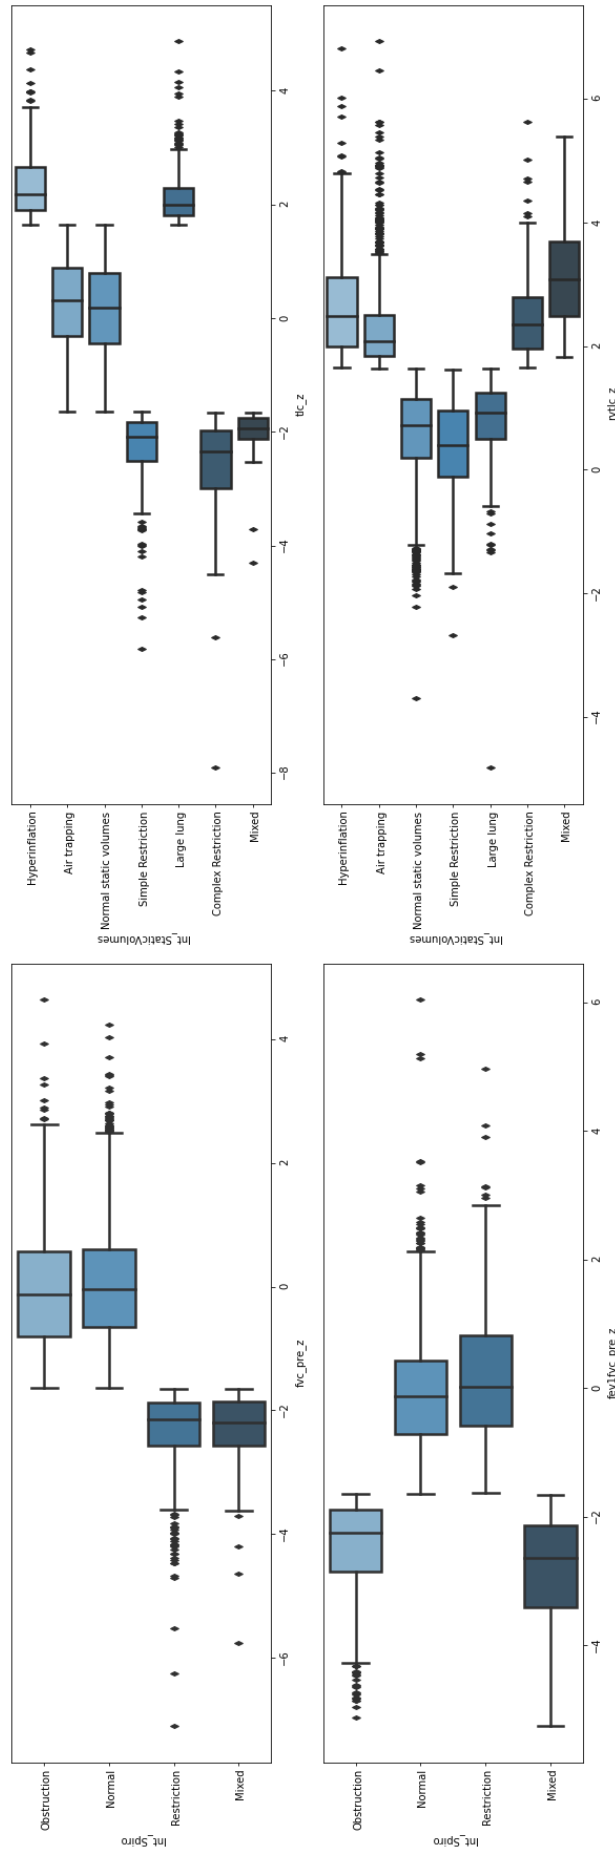 Int_Spiro
Obstruction
Normal
Restriction
Mixed
−6 −4 −2 0 2 4
fvc_pre_z
Int_StaticVolumes
Hyperinflation
Air trapping
Normal static volumes
Simple Restriction
Large lung
Complex Restriction
Mixed
−8 −6 −4 −2 0 2 4
tlc_z
Int_Spiro
Obstruction
Normal
Restriction
Mixed
−4 −2 0 2 4 6
fev1fvc_pre_z
Int_StaticVolumes
Hyperinflation
Air trapping
Normal static volumes
Simple Restriction
Large lung
Complex Restriction
Mixed
−4 −2 0 2 4 6
rvtlc_z